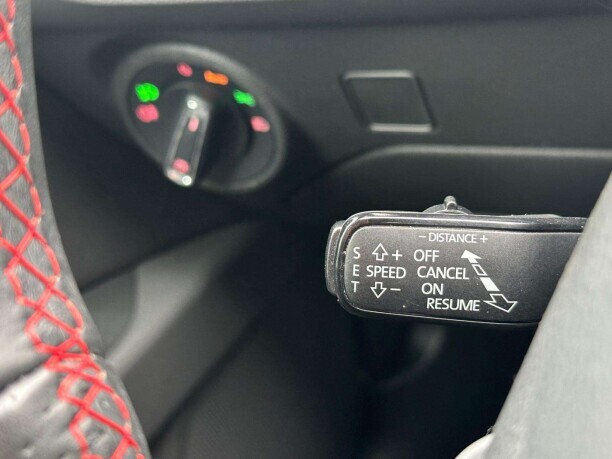 - DISTANCE +
S + OFF
E SPEED CANCEL
T - ON
RESUME